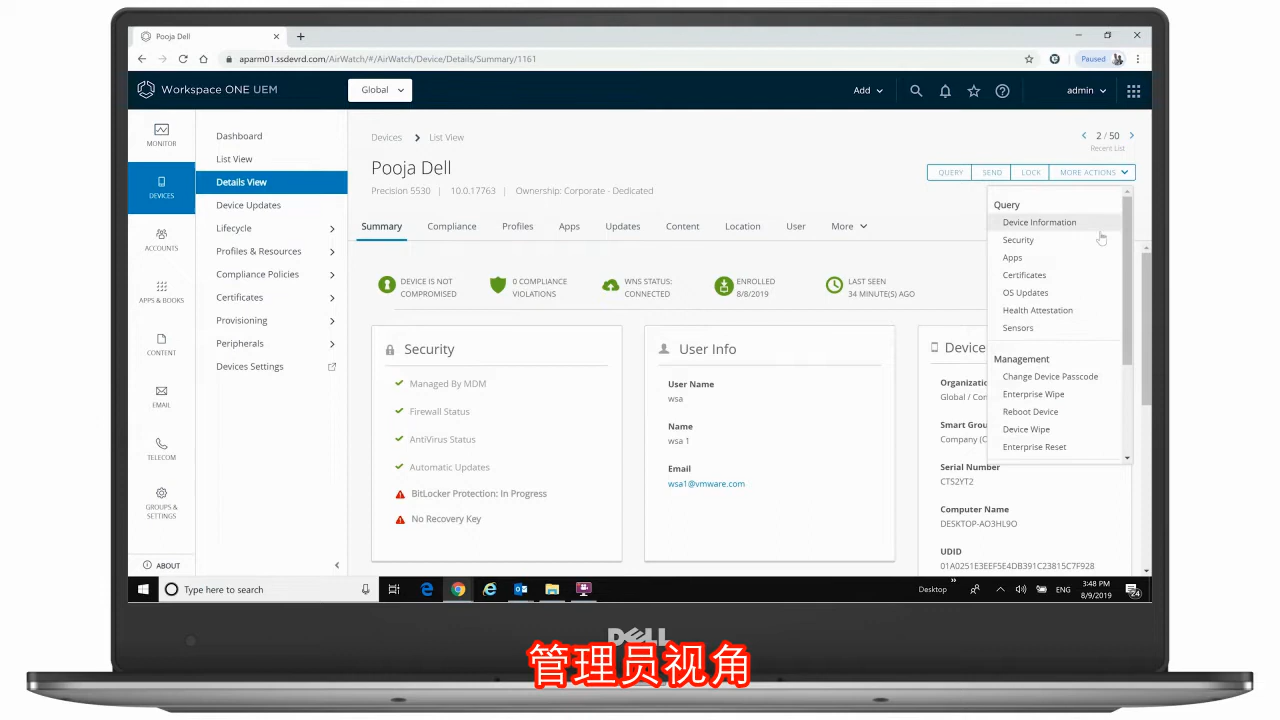 Pooja Dell
aparm01.ssdevrd.com/AirWatch/#/AirWatch/Device/Details/Summary/1161
Paused
Workspace ONE UEM
Global
Add
admin
MONITOR
DEVICES
ACCOUNTS
APPS & BOOKS
CONTENT
EMAIL
TELECOM
GROUPS &
SETTINGS
ABOUT
Dashboard
List View
Details View
Device Updates
Lifecycle
Profiles & Resources
Compliance Policies
Certificates
Provisioning
Peripherals
Devices Settings
Devices
List View
2 / 50
Recent List
Pooja Dell
Precision 5530 | 10.0.17763 | Ownership: Corporate - Dedicated
QUERY
SEND
LOCK
MORE ACTIONS
Summary
Compliance
Profiles
Apps
Updates
Content
Location
User
More
DEVICE IS NOT
COMPROMISED
0 COMPLIANCE
VIOLATIONS
WNS STATUS:
CONNECTED
ENROLLED
8/8/2019
LAST SEEN
34 MINUTE(S) AGO
Security
Managed By MDM
Firewall Status
AntiVirus Status
Automatic Updates
BitLocker Protection: In Progress
No Recovery Key
User Info
User Name
wsa
Name
wsa 1
Email
wsa1@vmware.com
Device
Organizatio
Global / Con
Smart Grou
Company (C
Serial Number
CTS2YT2
Computer Name
DESKTOP-AO3HL9O
UDID
01A0251E3EEF5E4DB391C23815C7F928
Query
Device Information
Security
Apps
Certificates
OS Updates
Health Attestation
Sensors
Management
Change Device Passcode
Enterprise Wipe
Reboot Device
Device Wipe
Enterprise Reset
Type here to search
Desktop
ENG
3:48 PM
8/9/2019
24
DELL
管理员视角